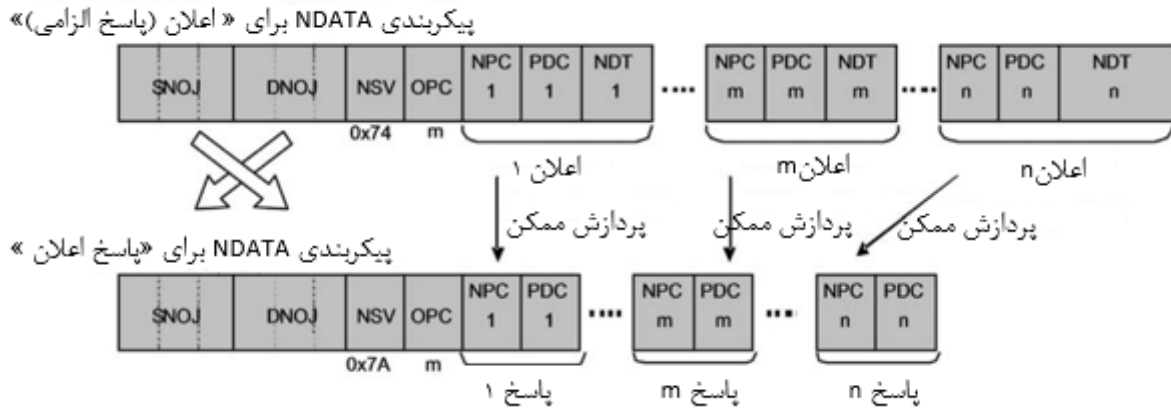 پیکربندی NDATA برای « اعلان (پاسخ الزامی)»
SNOJ DNOJ NSV OPC NPC 1 PDC 1 NDT 1 .... NPC m PDC m NDT m .... NPC n PDC n NDT n
0x74 m
اعلان ۱ اعلان m اعلان n
پردازش ممکن پردازش ممکن پردازش ممکن
پیکربندی NDATA برای «پاسخ اعلان »
SNOJ DNOJ NSV OPC NPC 1 PDC 1 .... NPC m PDC m .... NPC n PDC n
0x7A m
پاسخ ۱ پاسخ m پاسخ n